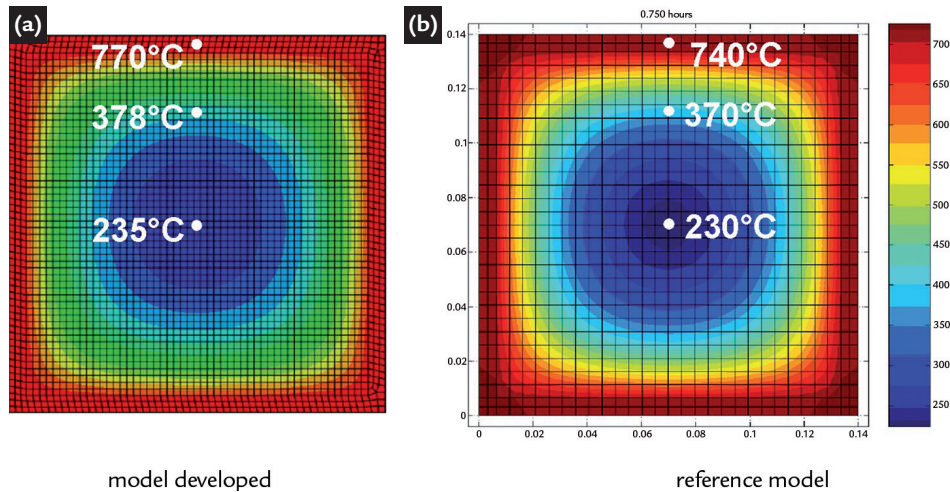 (a)
770°C
378°C
235°C
model developed
(b)
0.750 hours
0.14
0.12
0.1
0.08
0.06
0.04
0.02
0
0 0.02 0.04 0.06 0.08 0.1 0.12 0.14
740°C
370°C
230°C
700
650
600
550
500
450
400
350
300
250
reference model